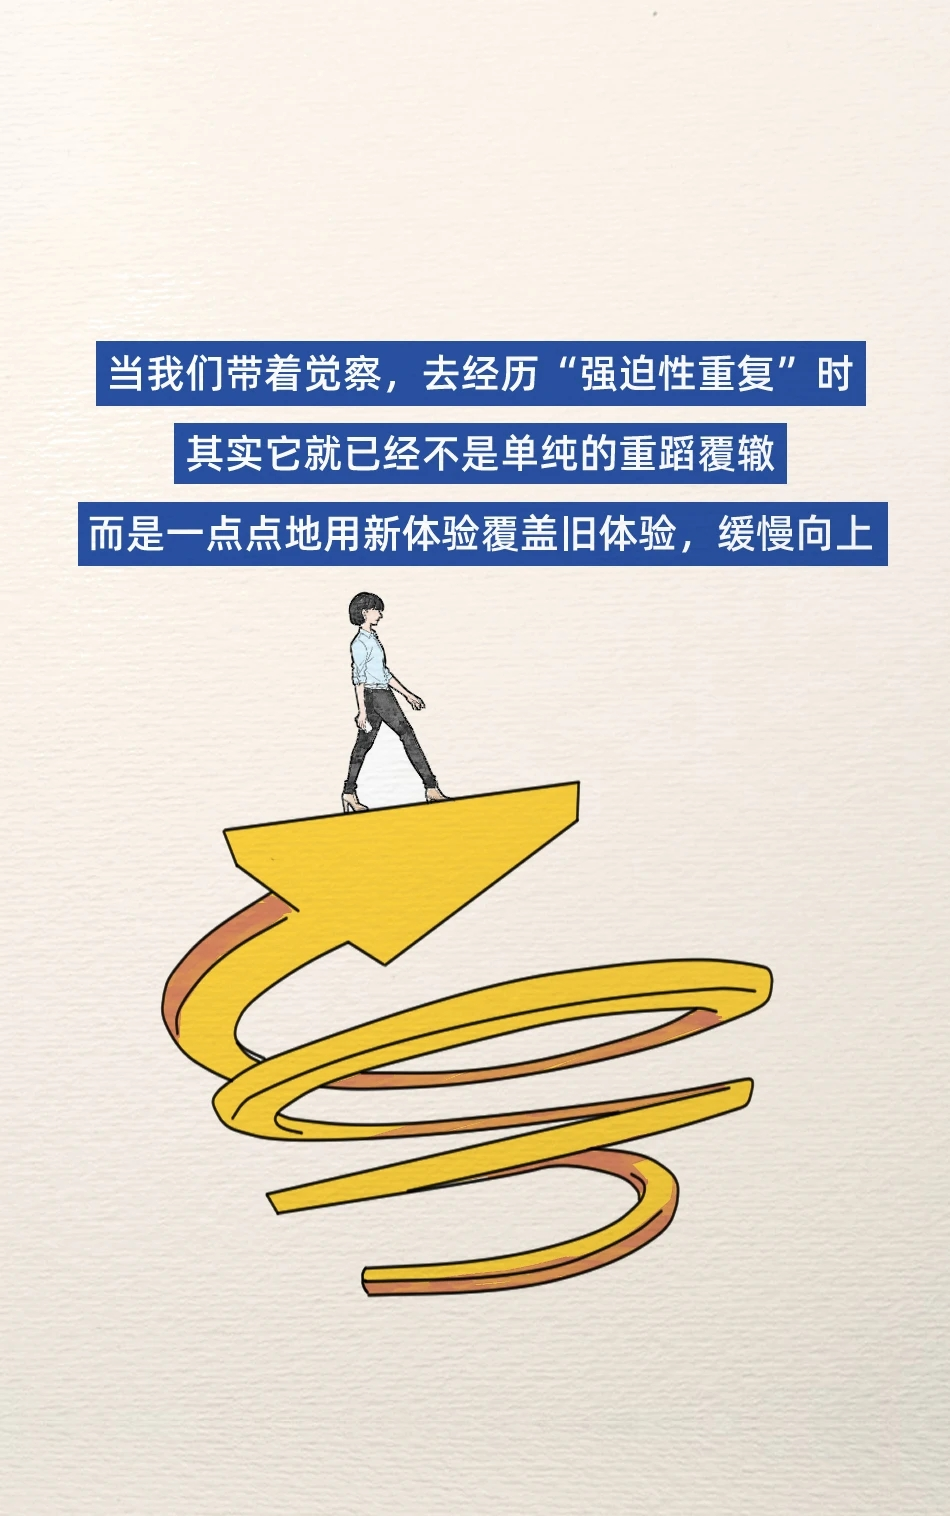 当我们带着觉察，去经历“强迫性重复”时
其实它就已经不是单纯的重蹈覆辙
而是一点点地用新体验覆盖旧体验，缓慢向上